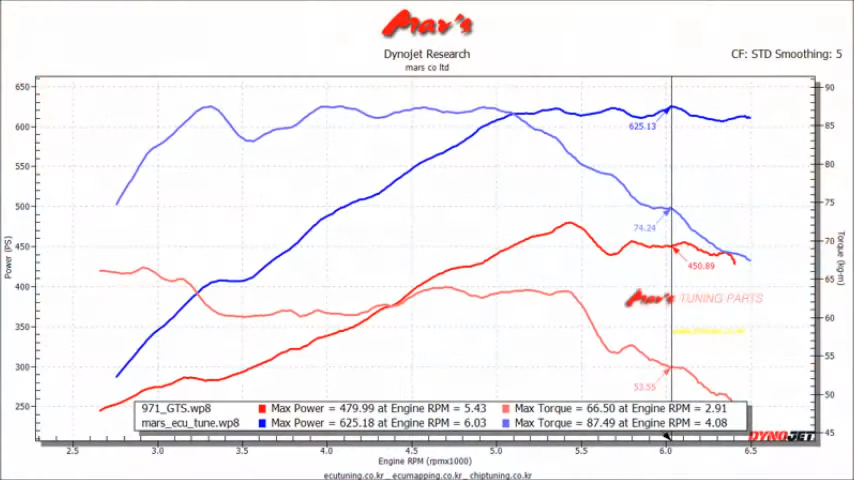 Mar's
Dynojet Research
mars co ltd
CF: STD Smoothing: 5
650
600
550
500
450
400
350
300
250
Power (PS)
90
85
80
75
70
65
60
55
50
45
Torque (kg-m)
625.13
74.24
450.89
53.55
Mar's TUNING PARTS
971_GTS.wp8 Max Power = 479.99 at Engine RPM = 5.43 Max Torque = 66.50 at Engine RPM = 2.91
mars_ecu_tune.wp8 Max Power = 625.18 at Engine RPM = 6.03 Max Torque = 87.49 at Engine RPM = 4.08
DYNOJET
2.5 3.0 3.5 4.0 4.5 5.0 5.5 6.0 6.5
Engine RPM (rpmx1000)
ecutuning.co.kr _ ecumapping.co.kr _ chiptuning.co.kr